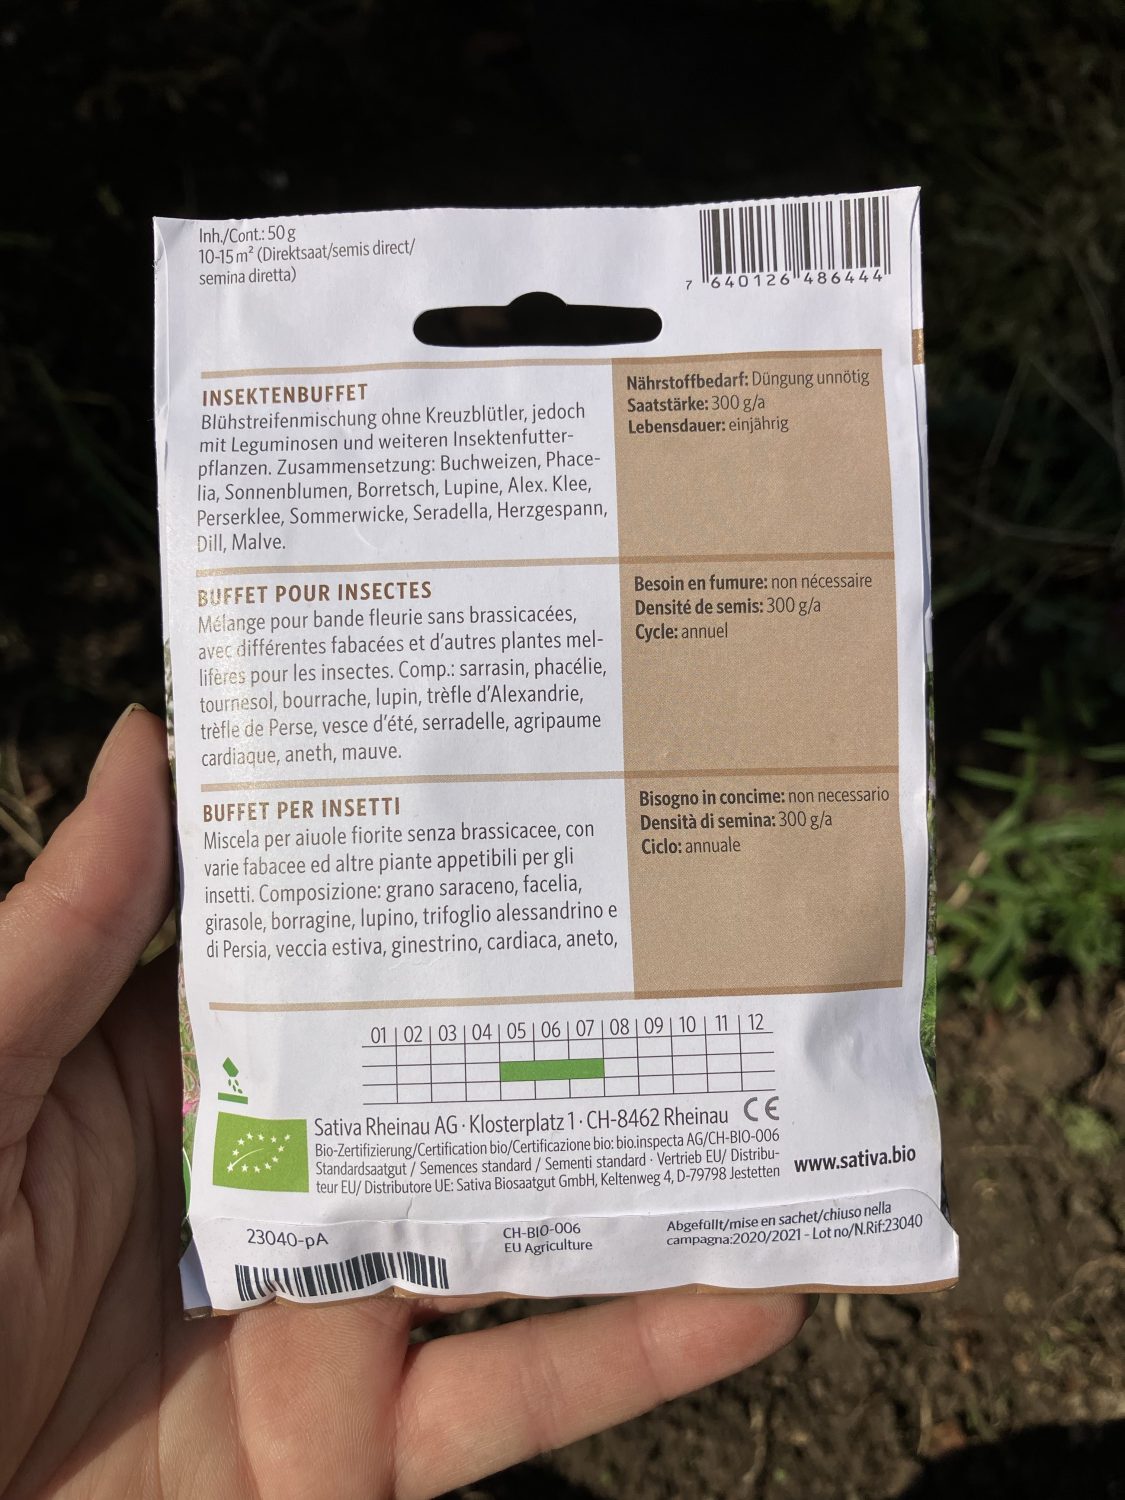 Inh./Cont.: 50 g
10-15 m² (Direktsaat/semis direct/
semina diretta)
7 640126 486444
INSEKTENBUFFET
Blühstreifenmischung ohne Kreuzblütler, jedoch
mit Leguminosen und weiteren Insektenfutter-
pflanzen. Zusammensetzung: Buchweizen, Phace-
lia, Sonnenblumen, Borretsch, Lupine, Alex. Klee,
Perserklee, Sommerwicke, Seradella, Herzgespann,
Dill, Malve.
Nährstoffbedarf: Düngung unnötig
Saatstärke: 300 g/a
Lebensdauer: einjährig
BUFFET POUR INSECTES
Mélange pour bande fleurie sans brassicacées,
avec différentes fabacées et d'autres plantes mel-
lifères pour les insectes. Comp.: sarrasin, phacélie,
tournesol, bourrache, lupin, trèfle d'Alexandrie,
trèfle de Perse, vesce d'été, serradelle, agripaume
cardiaque, aneth, mauve.
Besoin en fumure: non nécessaire
Densité de semis: 300 g/a
Cycle: annuel
BUFFET PER INSETTI
Miscela per aiuole fiorite senza brassicacee, con
varie fabacee ed altre piante appetibili per gli
insetti. Composizione: grano saraceno, facelia,
girasole, borragine, lupino, trifoglio alessandrino e
di Persia, veccia estiva, ginestrino, cardiaca, aneto,
Bisogno in concime: non necessario
Densità di semina: 300 g/a
Ciclo: annuale
01 | 02 | 03 | 04 | 05 | 06 | 07 | 08 | 09 | 10 | 11 | 12
Sativa Rheinau AG · Klosterplatz 1 · CH-8462 Rheinau CE
Bio-Zertifizierung/Certification bio/Certificazione bio: bio.inspecta AG/CH-BIO-006
Standardsaatgut / Semences standard / Sementi standard · Vertrieb EU/ Distribu-
teur EU/ Distributore UE: Sativa Biosaatgut GmbH, Keltenweg 4, D-79798 Jestetten
www.sativa.bio
23040-pA
CH-BIO-006
EU Agriculture
Abgefüllt/mise en sachet/chiuso nella
campagna:2020/2021 - Lot no/N.Rif:23040